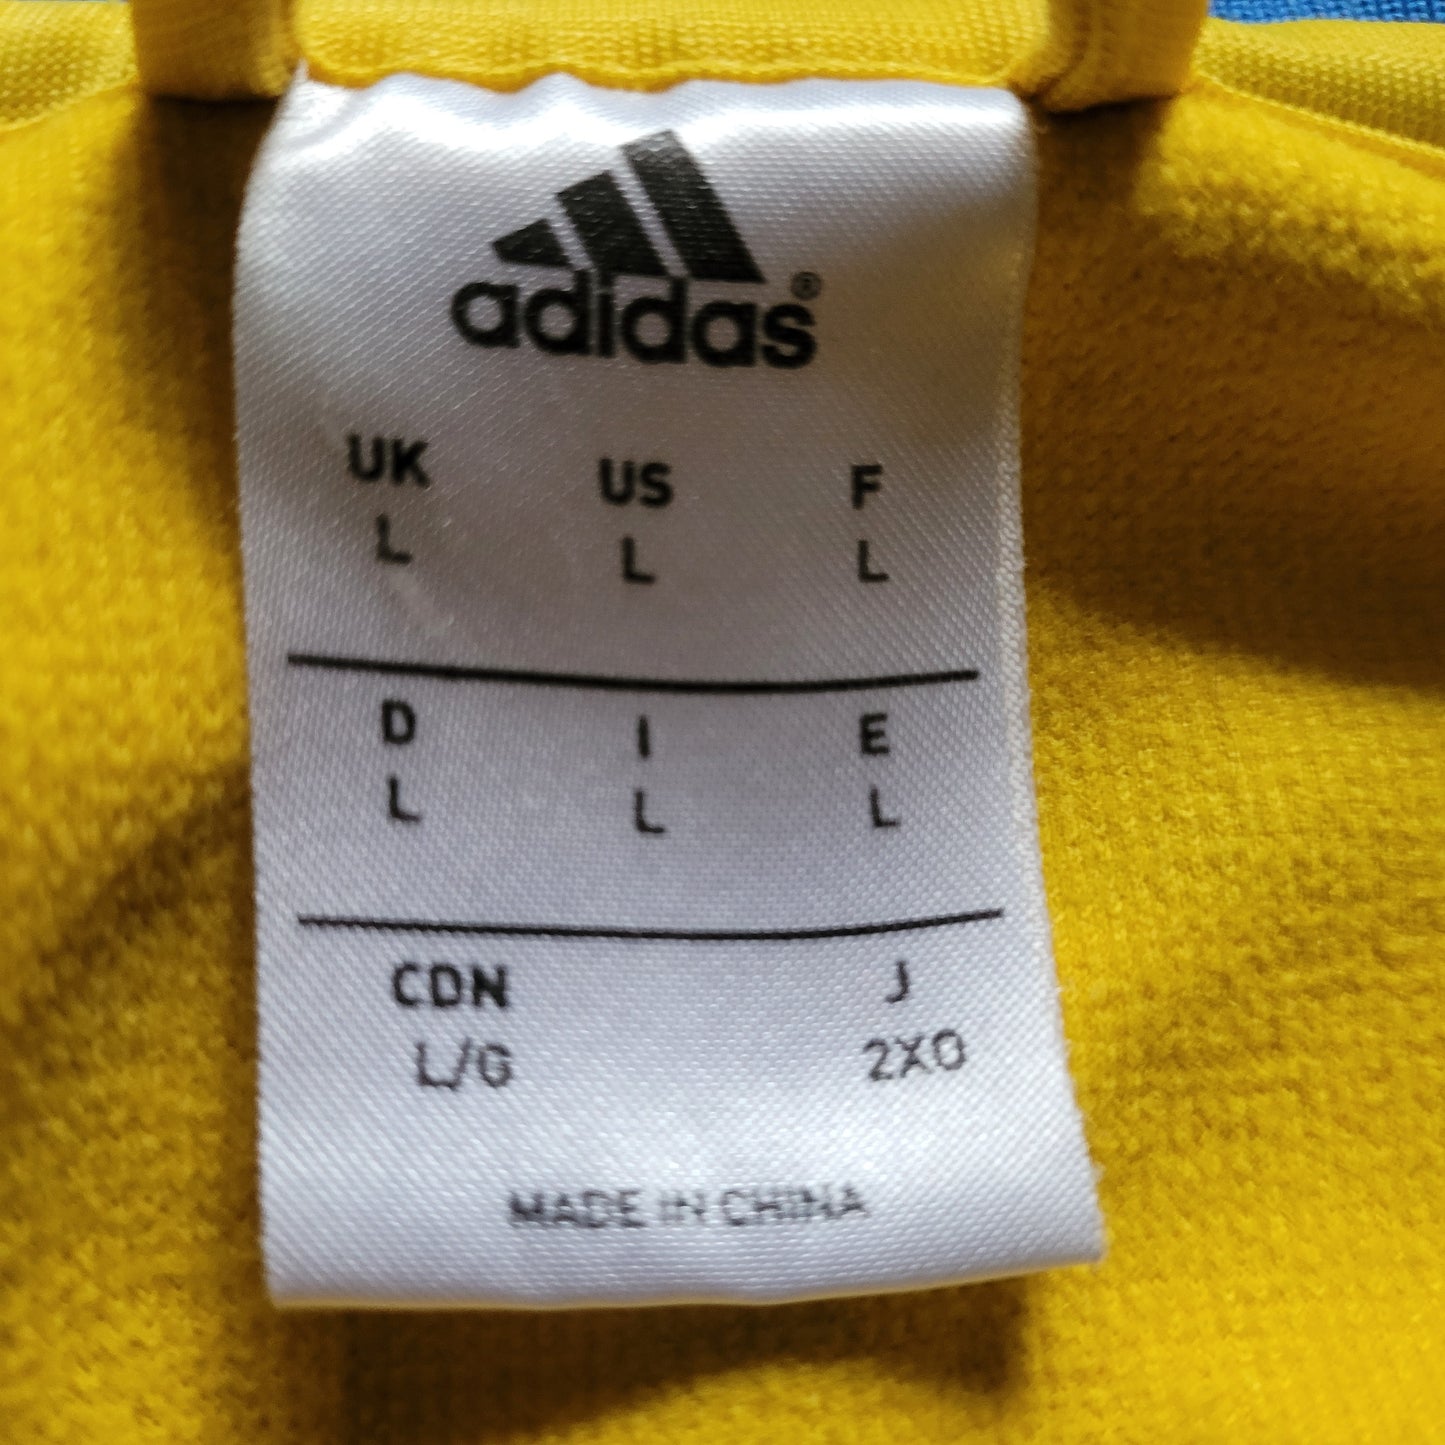 adidas®
UK US F
L L L
D I E
L L L
CDN J
L/G 2XO
MADE IN CHINA